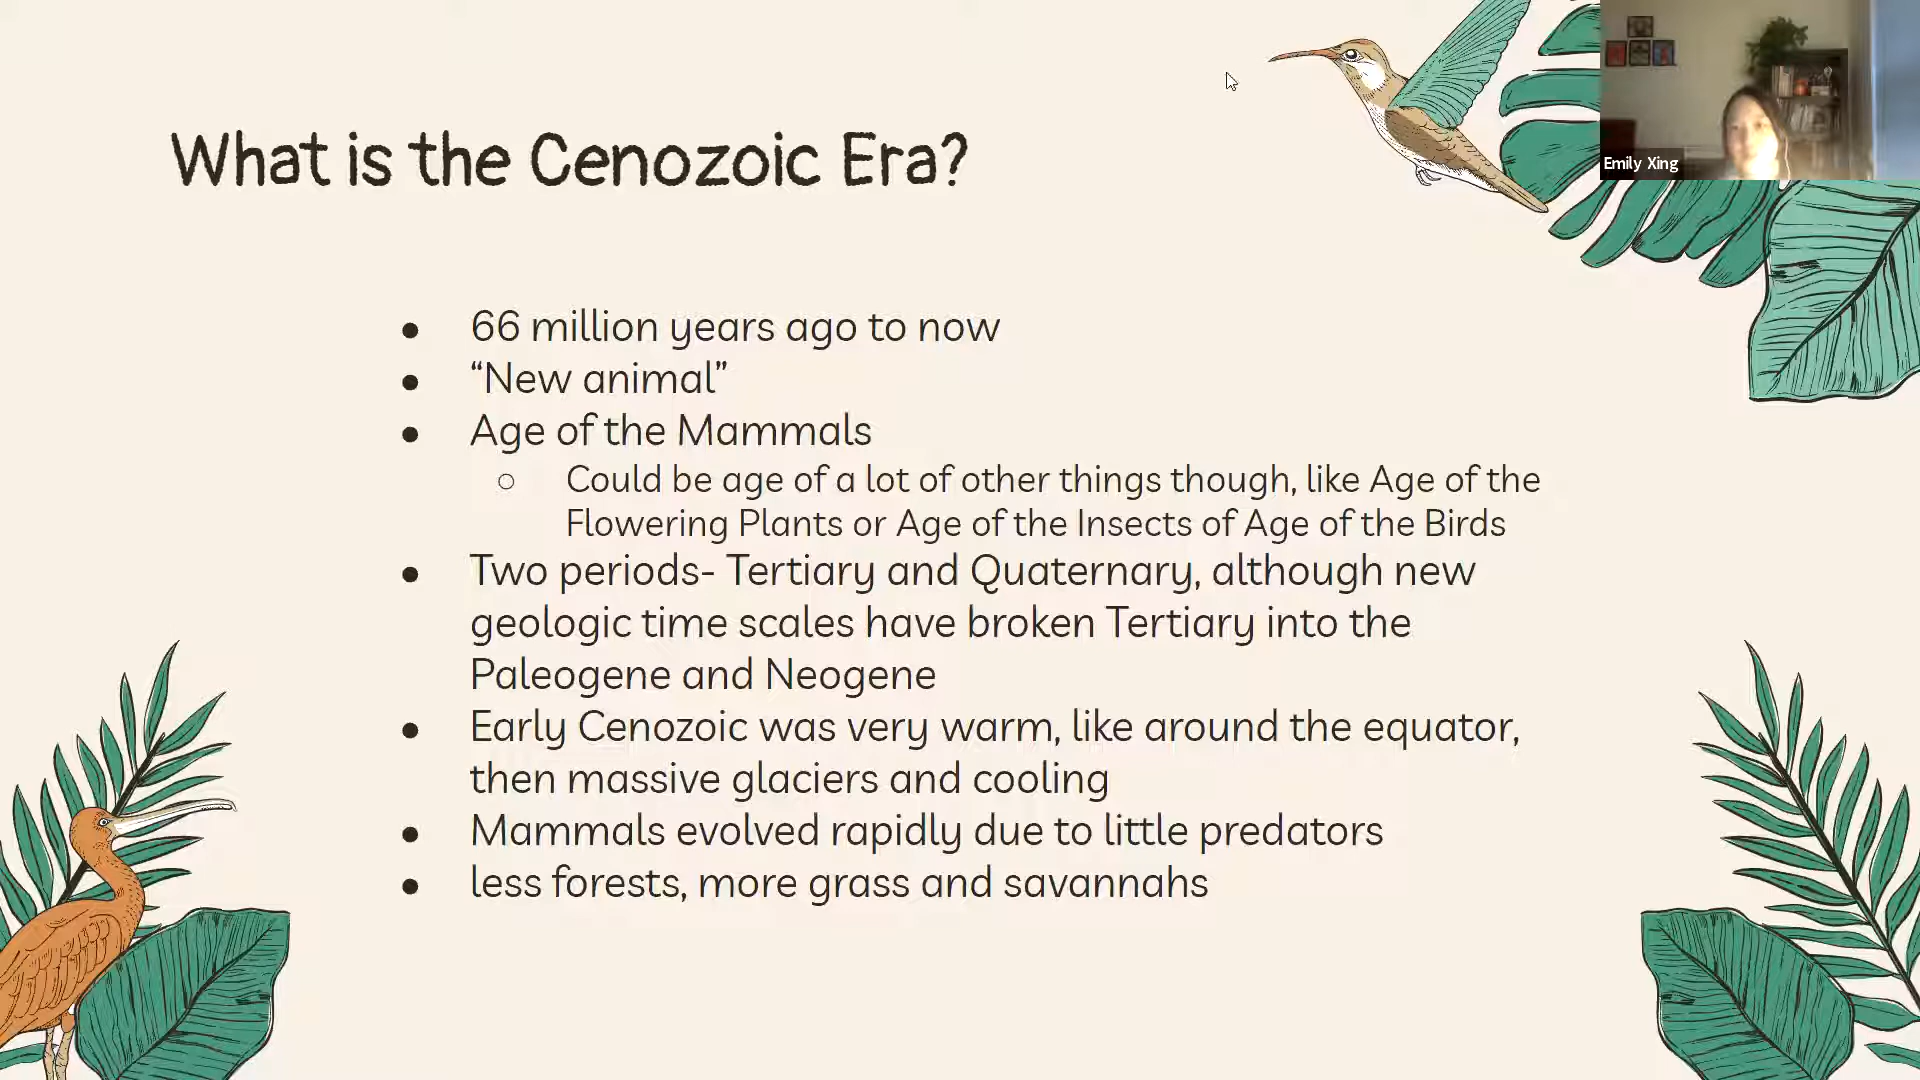 What is the Cenozoic Era?
Emily Xing
● 66 million years ago to now
● “New animal”
● Age of the Mammals
○ Could be age of a lot of other things though, like Age of the
Flowering Plants or Age of the Insects of Age of the Birds
● Two periods- Tertiary and Quaternary, although new
geologic time scales have broken Tertiary into the
Paleogene and Neogene
● Early Cenozoic was very warm, like around the equator,
then massive glaciers and cooling
● Mammals evolved rapidly due to little predators
● less forests, more grass and savannahs